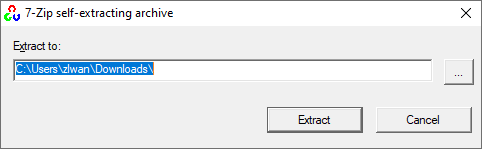 7-Zip self-extracting archive
Extract to:
C:\Users\zlwan\Downloads\
...
Extract
Cancel